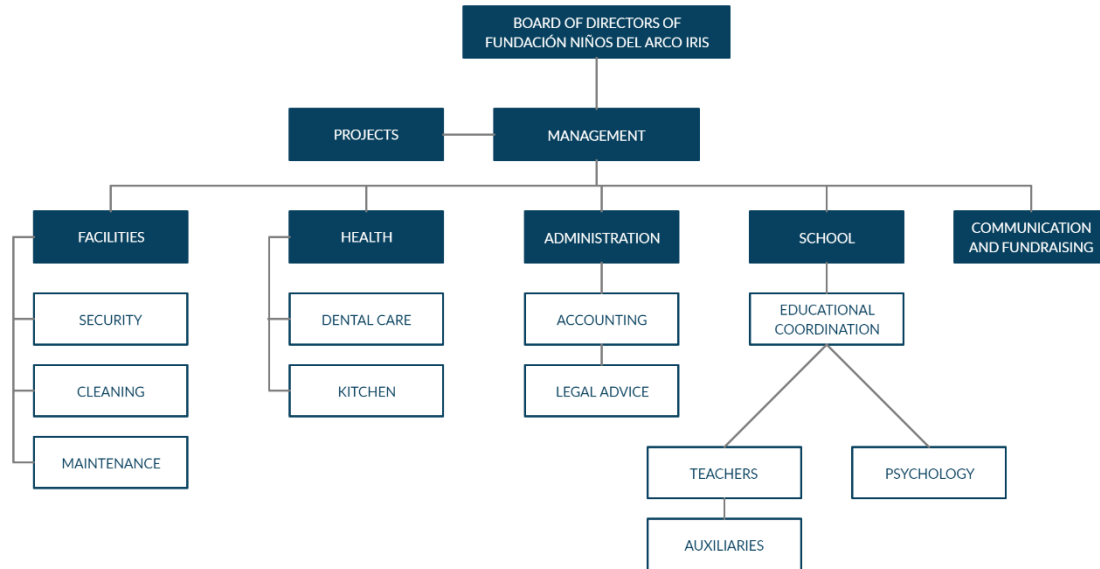 BOARD OF DIRECTORS OF
FUNDACIÓN NIÑOS DEL ARCO IRIS
PROJECTS
MANAGEMENT
FACILITIES
HEALTH
ADMINISTRATION
SCHOOL
COMMUNICATION
AND FUNDRAISING
SECURITY
DENTAL CARE
ACCOUNTING
EDUCATIONAL
COORDINATION
CLEANING
KITCHEN
LEGAL ADVICE
MAINTENANCE
TEACHERS
PSYCHOLOGY
AUXILIARIES